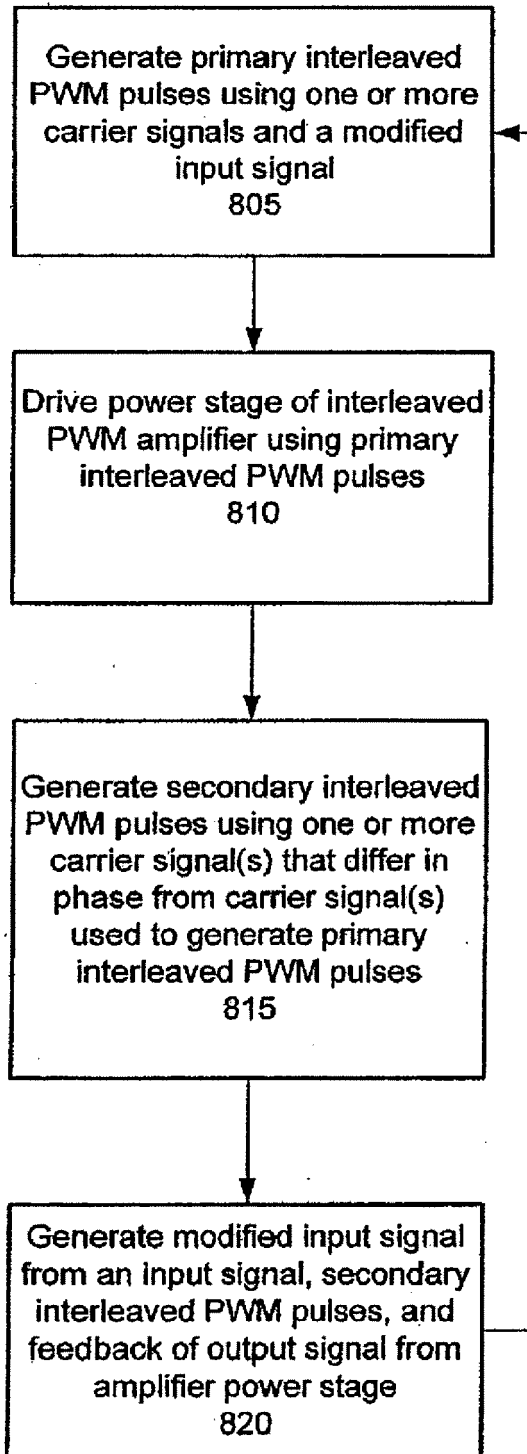 Generate primary interleaved
PWM pulses using one or more
carrier signals and a modified
input signal
805
Drive power stage of interleaved
PWM amplifier using primary
interleaved PWM pulses
810
Generate secondary interleaved
PWM pulses using one or more
carrier signal(s) that differ in
phase from carrier signal(s)
used to generate primary
interleaved PWM pulses
815
Generate modified input signal
from an input signal, secondary
interleaved PWM pulses, and
feedback of output signal from
amplifier power stage
820